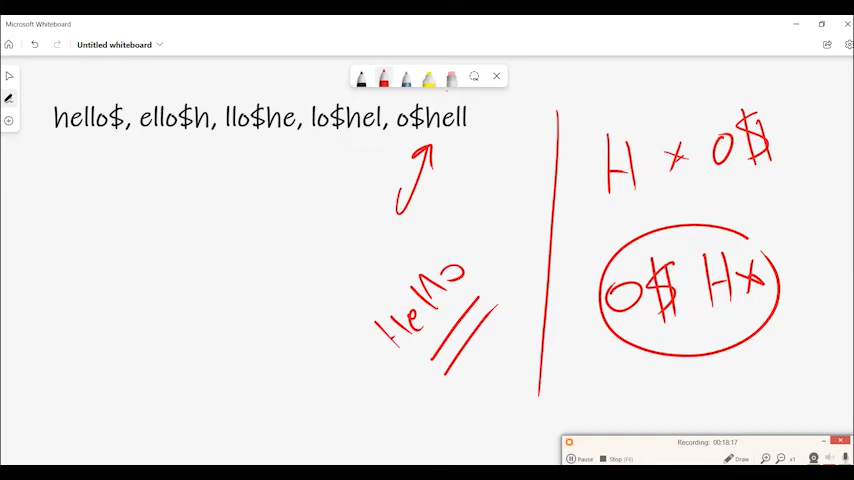 Microsoft Whiteboard
Untitled whiteboard
hello$, ello$h, llo$he, lo$hel, o$hell
H * o$
Hello
o$ H*
Recording: 00:18:17
Pause Stop (F8) Draw x1